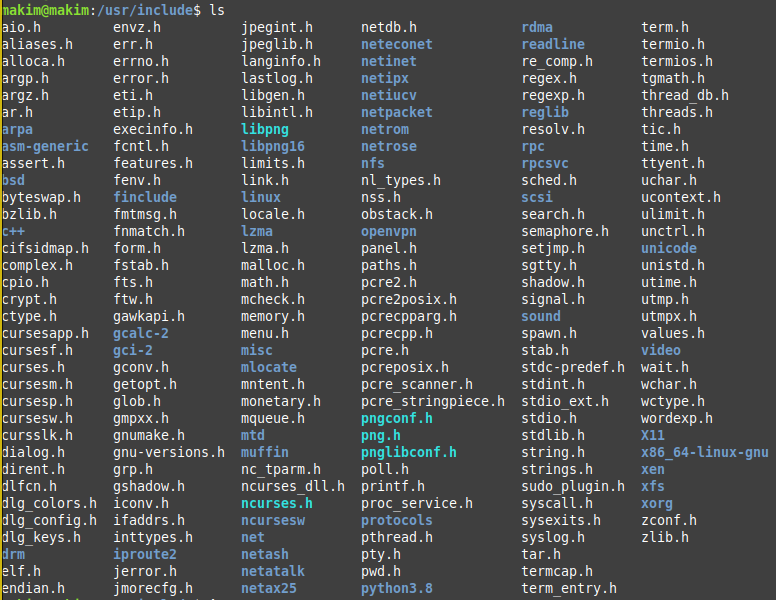 makim@makim:/usr/include$ ls
aio.h envz.h jpegint.h netdb.h rdma term.h
aliases.h err.h jpeglib.h neteconet readline termio.h
alloca.h errno.h langinfo.h netinet re_comp.h termios.h
argp.h error.h lastlog.h netipx regex.h tgmath.h
argz.h eti.h libgen.h netiucv regexp.h thread_db.h
ar.h etip.h libintl.h netpacket reglib threads.h
arpa execinfo.h libpng netrom resolv.h tic.h
asm-generic fcntl.h libpng16 netrose rpc time.h
assert.h features.h limits.h nfs rpcsvc ttyent.h
bsd fenv.h link.h nl_types.h sched.h uchar.h
byteswap.h finclude linux nss.h scsi ucontext.h
bzlib.h fmtmsg.h locale.h obstack.h search.h ulimit.h
c++ fnmatch.h lzma openvpn semaphore.h unctrl.h
cifsidmap.h form.h lzma.h panel.h setjmp.h unicode
complex.h fstab.h malloc.h paths.h sgtty.h unistd.h
cpio.h fts.h math.h pcre2.h shadow.h utime.h
crypt.h ftw.h mcheck.h pcre2posix.h signal.h utmp.h
ctype.h gawkapi.h memory.h pcrecpparg.h sound utmpx.h
cursesapp.h gcalc-2 menu.h pcrecpp.h spawn.h values.h
cursesf.h gci-2 misc pcre.h stab.h video
curses.h gconv.h mlocate pcreposix.h stdc-predef.h wait.h
cursesm.h getopt.h mntent.h pcre_scanner.h stdint.h wchar.h
cursesp.h glob.h monetary.h pcre_stringpiece.h stdio_ext.h wctype.h
cursesw.h gmpxx.h mqueue.h pngconf.h stdio.h wordexp.h
cursslk.h gnumake.h mtd png.h stdlib.h X11
dialog.h gnu-versions.h muffin pnglibconf.h string.h x86_64-linux-gnu
dirent.h grp.h nc_tparm.h poll.h strings.h xen
dlfcn.h gshadow.h ncurses_dll.h printf.h sudo_plugin.h xfs
dlg_colors.h iconv.h ncurses.h proc_service.h syscall.h xorg
dlg_config.h ifaddrs.h ncursesw protocols sysexits.h zconf.h
dlg_keys.h inttypes.h net pthread.h syslog.h zlib.h
drm iproute2 netash pty.h tar.h
elf.h jerror.h netatalk pwd.h termcap.h
endian.h jmorecfg.h netax25 python3.8 term_entry.h